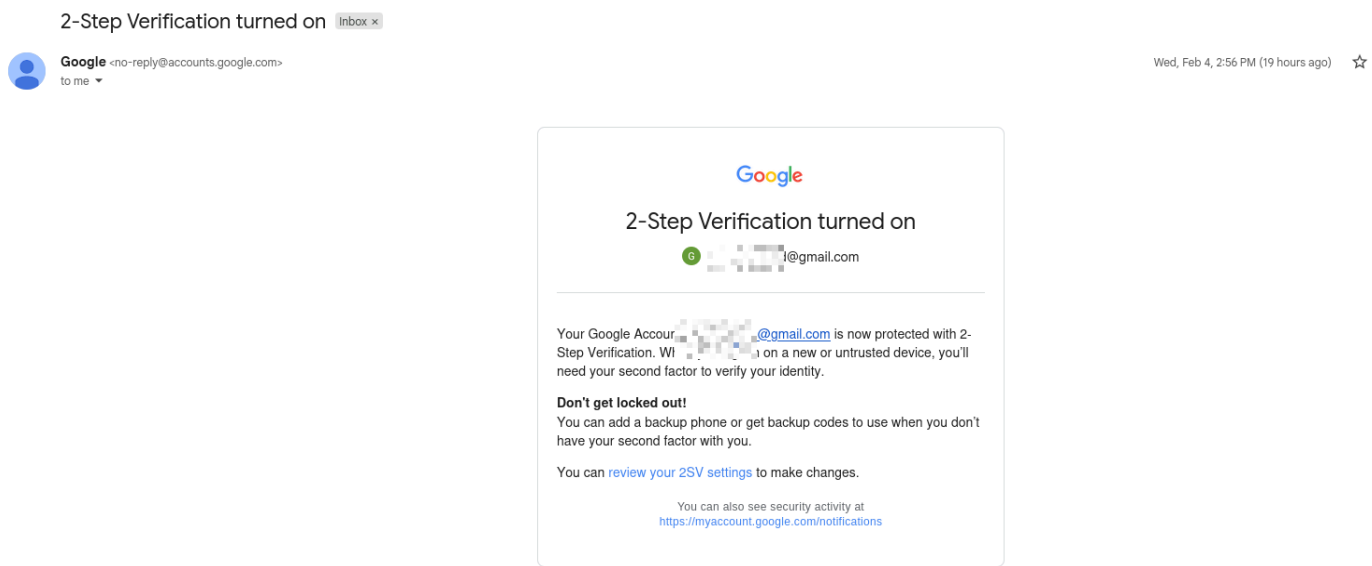 2-Step Verification turned on Inbox ×
Google <no-reply@accounts.google.com>
Wed, Feb 4, 2:56 PM (19 hours ago)
to me
Google
2-Step Verification turned on
G @gmail.com
Your Google @gmail.com is now protected with 2-
Step Verification. on a new or untrusted device, you'll
need your second factor to verify your identity.
Don't get locked out!
You can add a backup phone or get backup codes to use when you don't
have your second factor with you.
You can review your 2SV settings to make changes.
You can also see security activity at
https://myaccount.google.com/notifications